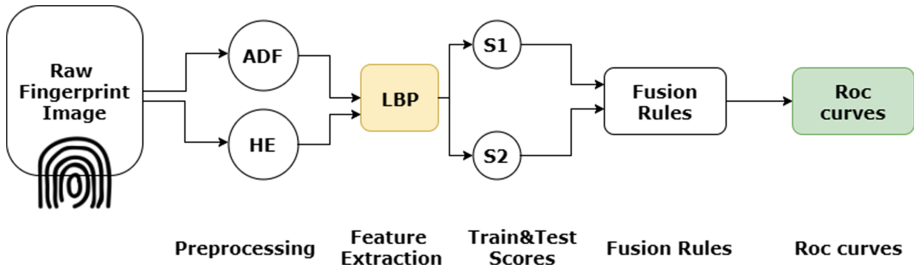 Raw
Fingerprint
Image
ADF
HE
LBP
S1
S2
Fusion
Rules
Roc
curves
Preprocessing
Feature
Extraction
Train&Test
Scores
Fusion Rules
Roc curves